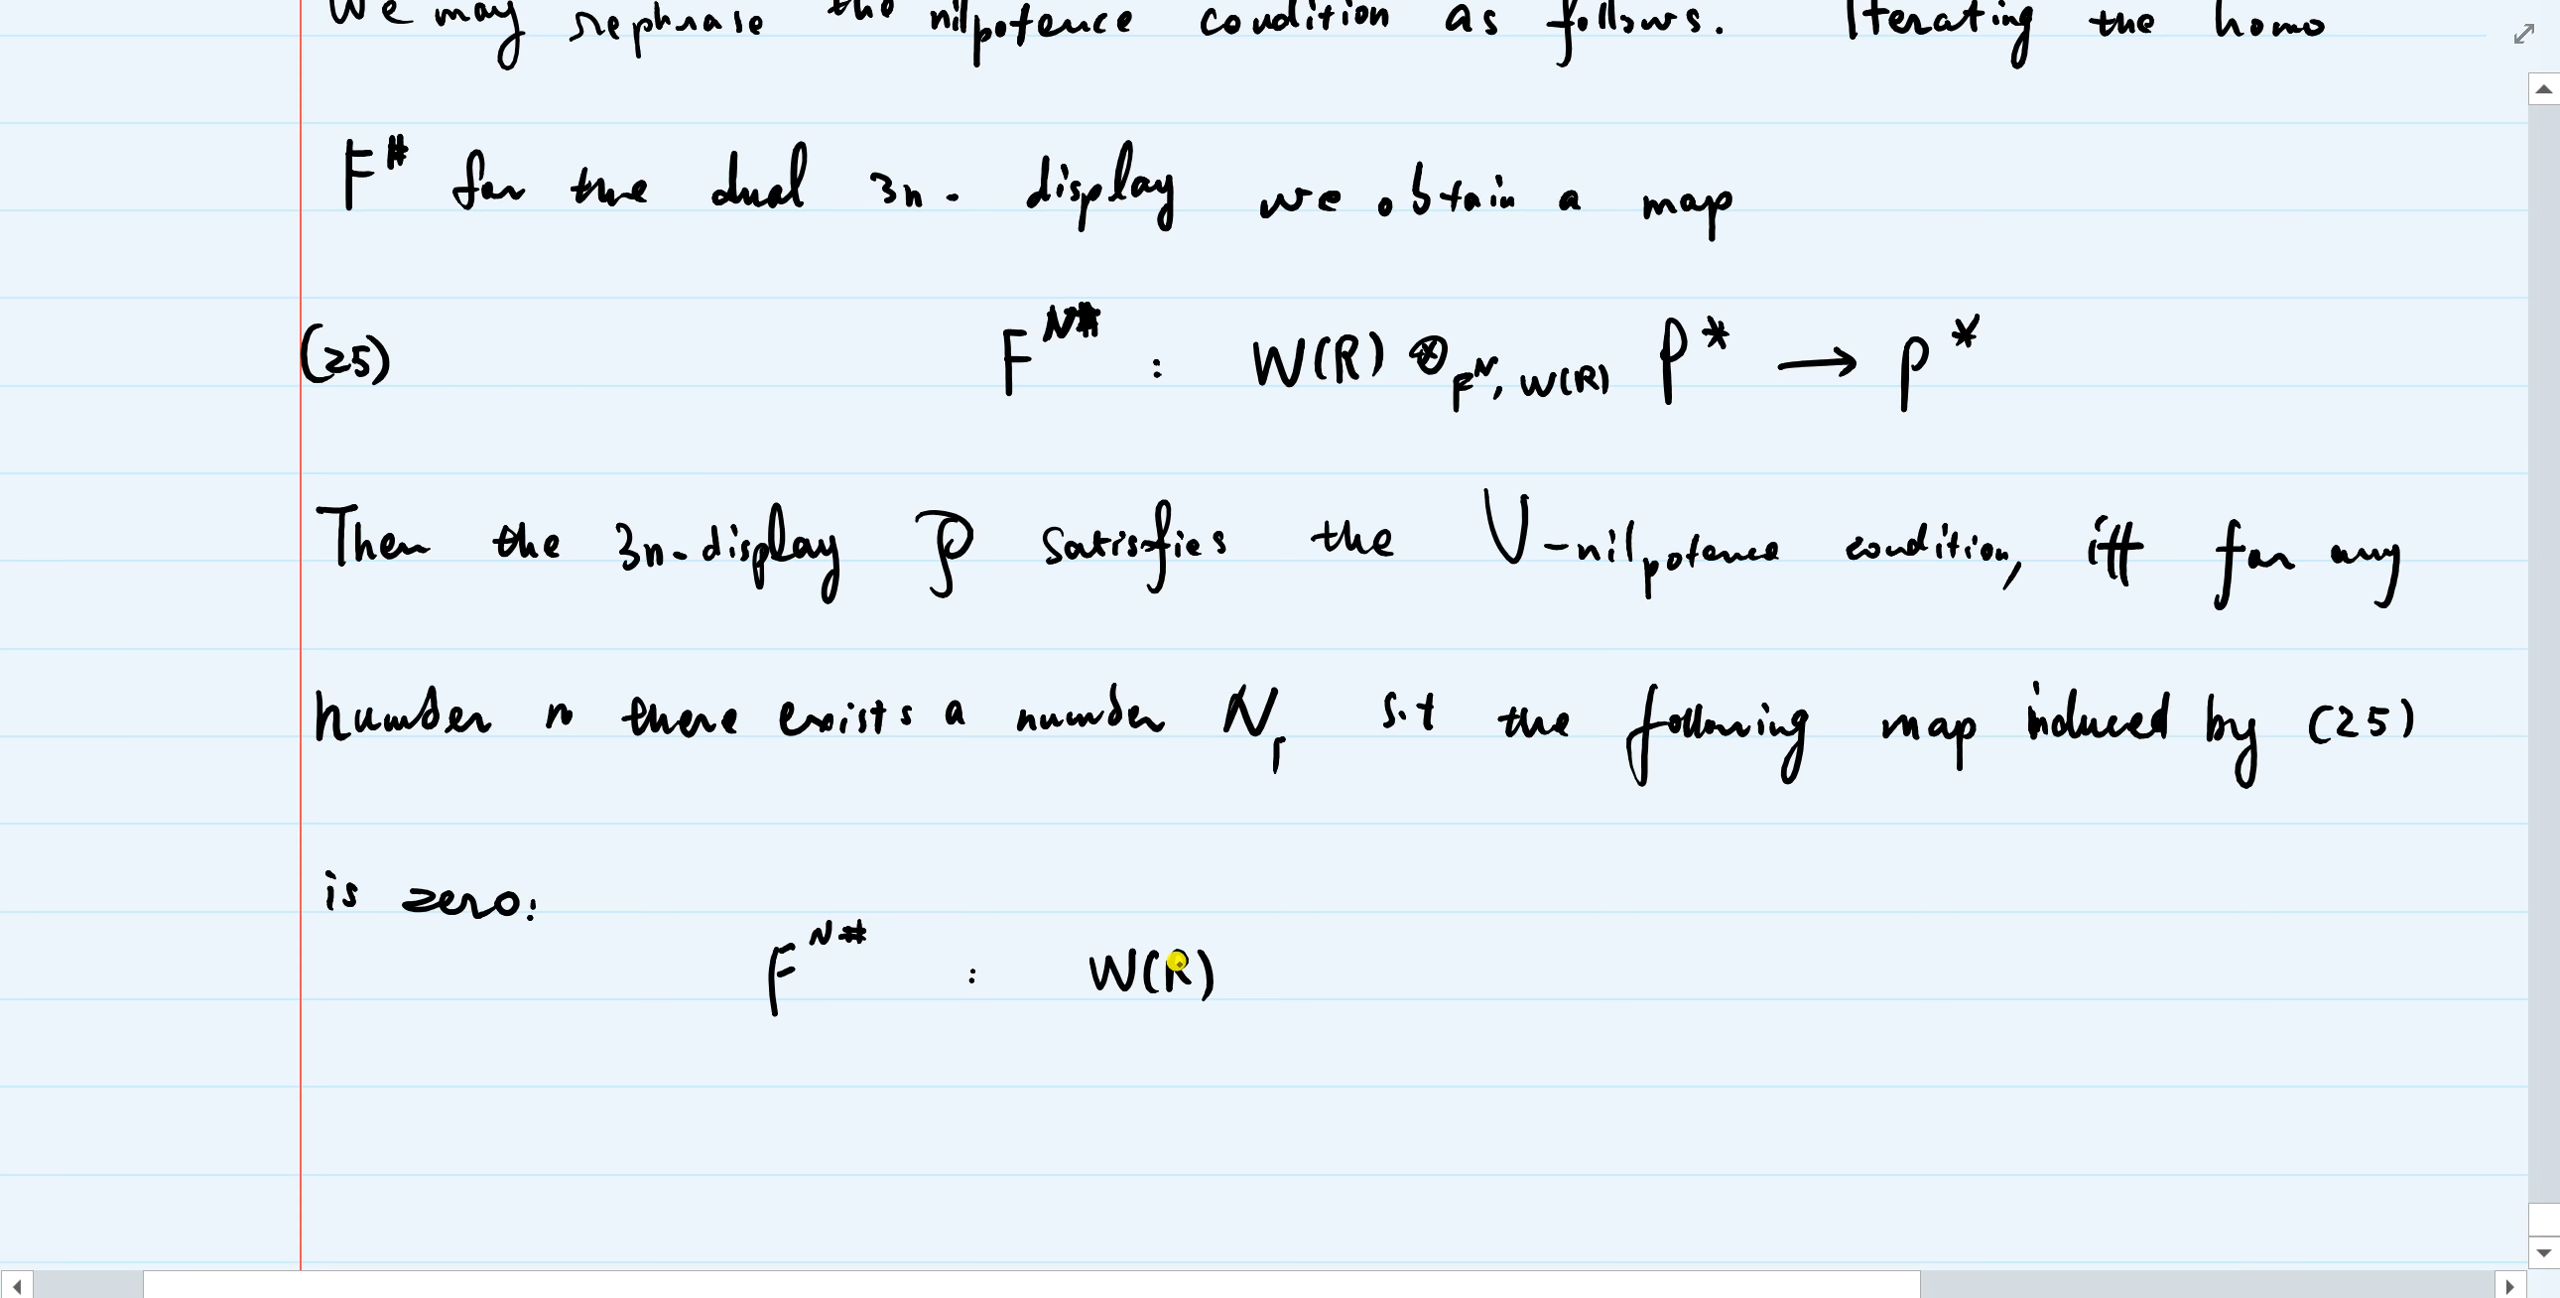 We may rephrase the nilpotence condition as follows. Iterating the homo
F^# for the dual 3n-display we obtain a map
(25) F^{N#} : W(R) ⊗_{F^N, W(R)} P* → P*
Then the 3n-display 𝒫 satisfies the V-nilpotence condition, iff for any
number n there exists a number N, s.t the following map induced by (25)
is zero:
F^{N#} : W(R)